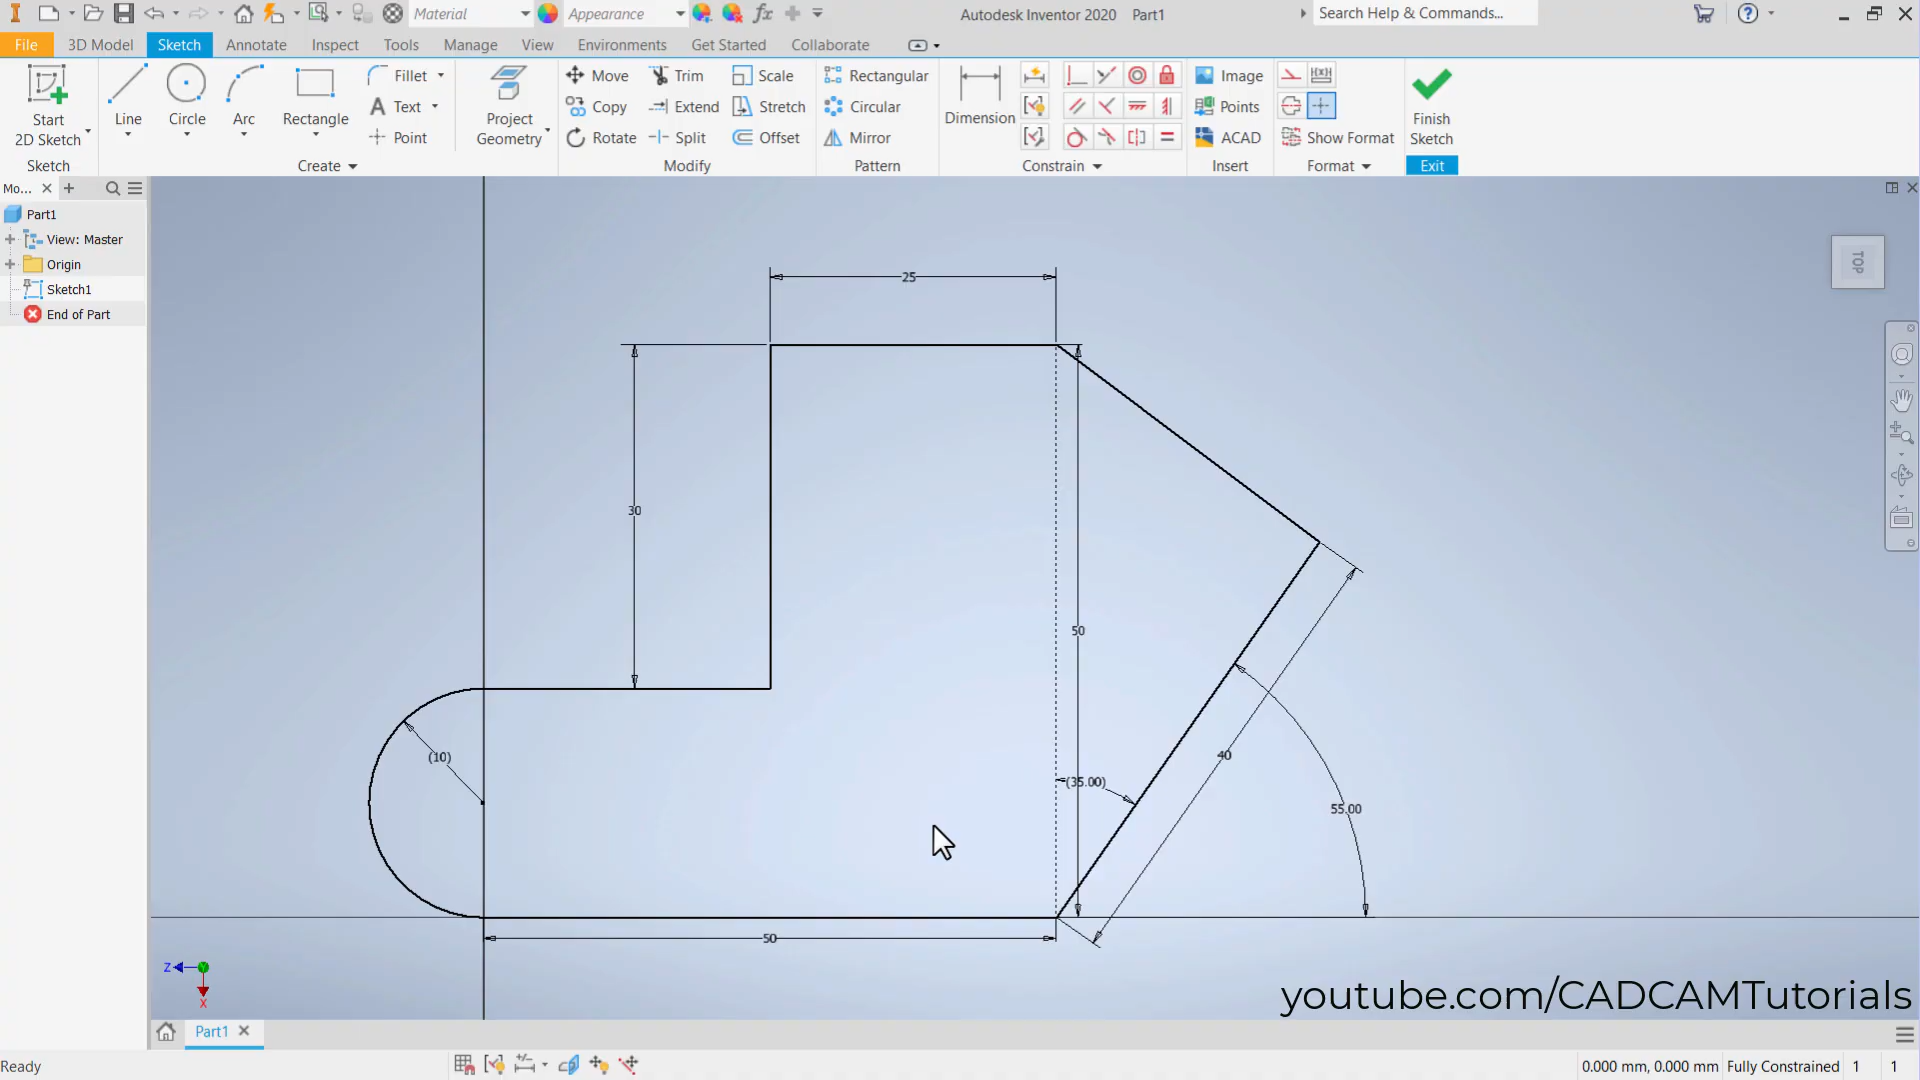 Material
Appearance
Autodesk Inventor 2020 Part1
Search Help & Commands...
File
3D Model
Sketch
Annotate
Inspect
Tools
Manage
View
Environments
Get Started
Collaborate
Start
2D Sketch
Line
Circle
Arc
Rectangle
Fillet
Text
Point
Project
Geometry
Move
Copy
Rotate
Trim
Extend
Split
Scale
Stretch
Offset
Rectangular
Circular
Mirror
Dimension
Image
Points
ACAD
Show Format
Finish
Sketch
Sketch
Create
Modify
Pattern
Constrain
Insert
Format
Exit
Mo...
Part1
View: Master
Origin
Sketch1
End of Part
TOP
25
30
50
(10)
40
(35.00)
55.00
50
Z
X
youtube.com/CADCAMTutorials
Part1
Ready
0.000 mm, 0.000 mm Fully Constrained 1 1